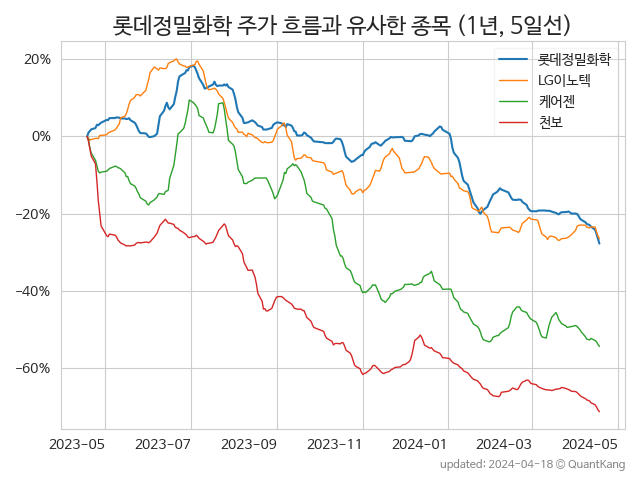 롯데정밀화학 주가 흐름과 유사한 종목 (1년, 5일선)
롯데정밀화학
LG이노텍
케어젠
천보
20%
0%
−20%
−40%
−60%
2023-05 2023-07 2023-09 2023-11 2024-01 2024-03 2024-05
updated: 2024-04-18 © QuantKang